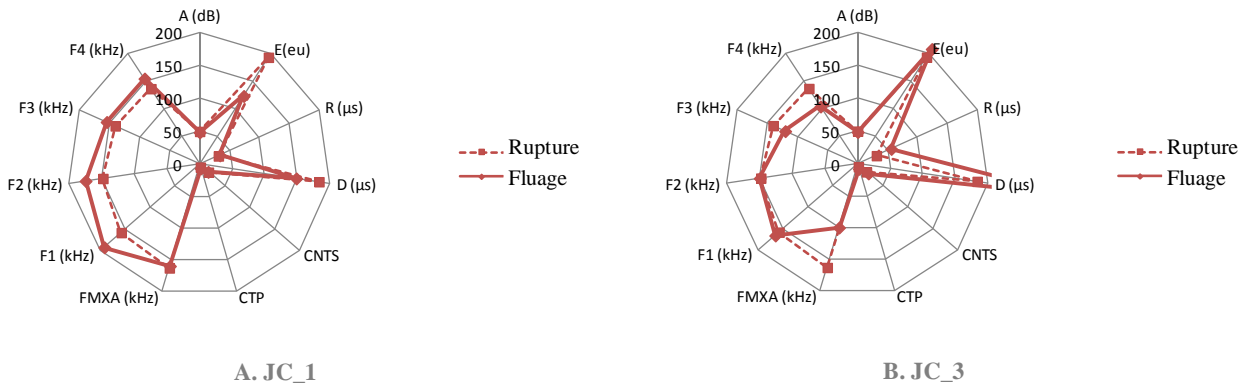 A (dB)
200
150
100
50
0
E(eu)
R (µs)
D (µs)
CNTS
CTP
FMXA (kHz)
F1 (kHz)
F2 (kHz)
F3 (kHz)
F4 (kHz)
Rupture
Fluage
A. JC_1
A (dB)
200
150
100
50
0
E(eu)
R (µs)
D (µs)
CNTS
CTP
FMXA (kHz)
F1 (kHz)
F2 (kHz)
F3 (kHz)
F4 (kHz)
Rupture
Fluage
B. JC_3